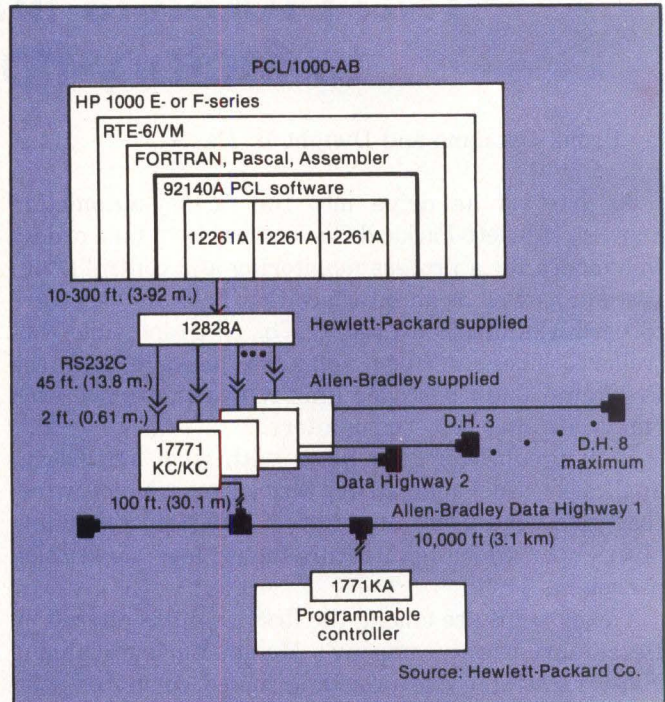 PCL/1000-AB
HP 1000 E- or F-series
RTE-6/VM
FORTRAN, Pascal, Assembler
92140A PCL software
12261A 12261A 12261A
10-300 ft. (3-92 m.)
12828A
Hewlett-Packard supplied
RS232C
45 ft. (13.8 m.)
Allen-Bradley supplied
2 ft. (0.61 m.)
D.H. 3
D.H. 8
maximum
17771
KC/KC
Data Highway 2
100 ft. (30.1 m)
Allen-Bradley Data Highway 1
10,000 ft (3.1 km)
1771KA
Programmable
controller
Source: Hewlett-Packard Co.